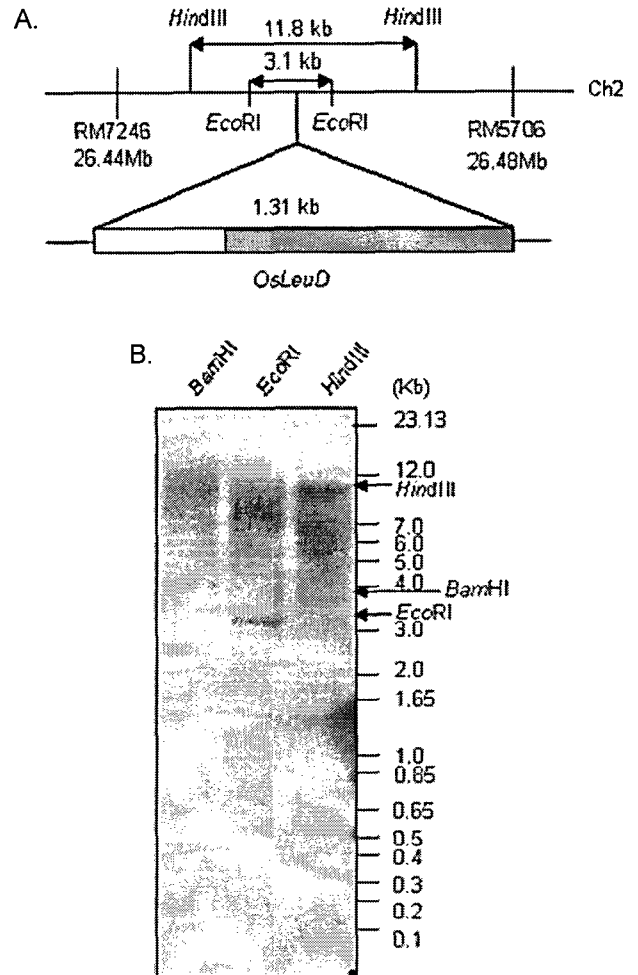 A.
HindIII HindIII
11.8 kb
3.1 kb
Ch2
EcoRI EcoRI
RM7246 RM5706
26.44Mb 26.48Mb
1.31 kb
OsLeuD
B.
BamHI EcoRI HindIII (Kb)
23.13
12.0
HindIII
7.0
6.0
5.0
4.0
BamHI
EcoRI
3.0
2.0
1.65
1.0
0.85
0.65
0.5
0.4
0.3
0.2
0.1